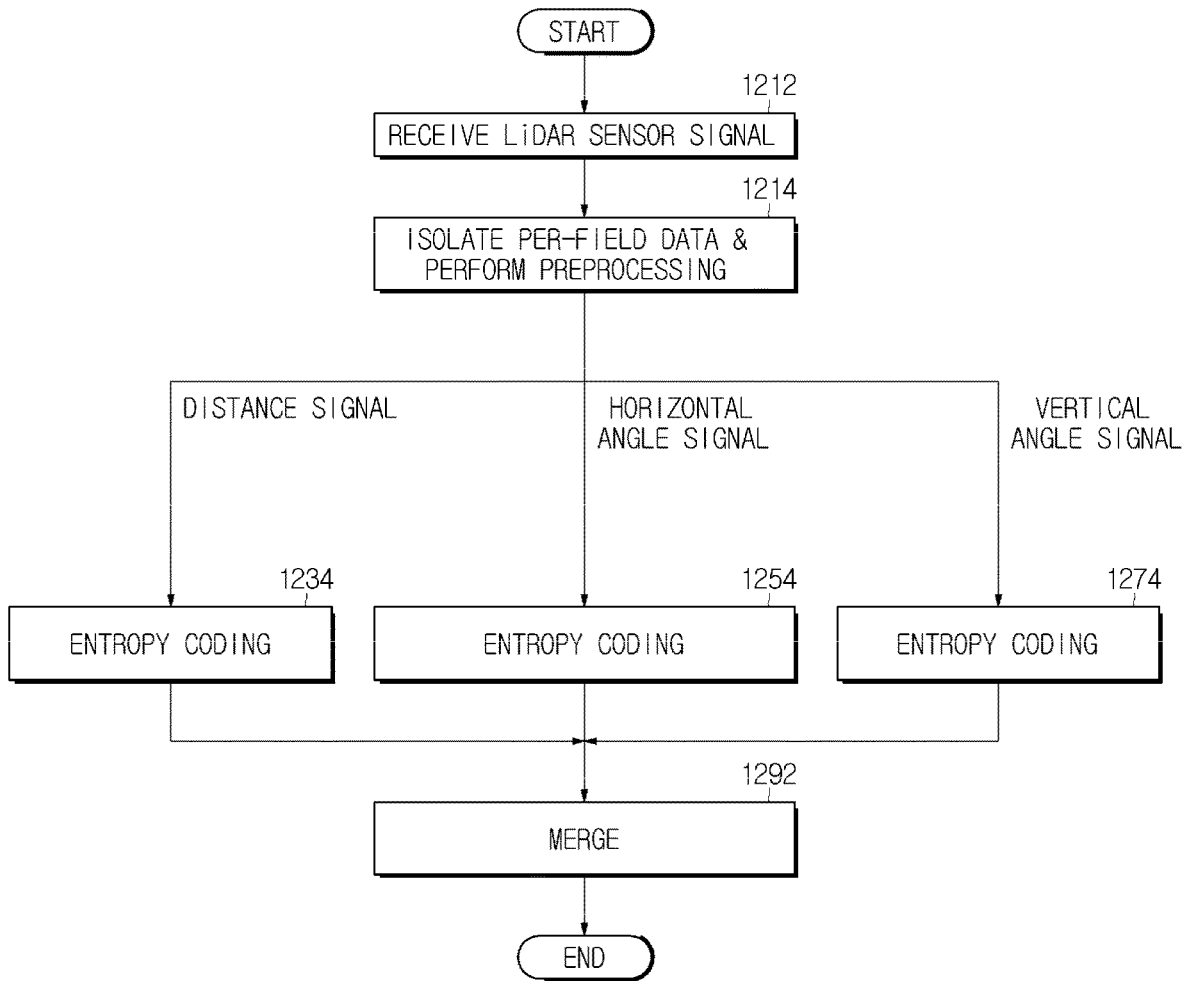 START
1212
RECEIVE LiDAR SENSOR SIGNAL
1214
ISOLATE PER-FIELD DATA &
PERFORM PREPROCESSING
DISTANCE SIGNAL
HORIZONTAL
ANGLE SIGNAL
VERTICAL
ANGLE SIGNAL
1234
ENTROPY CODING
1254
ENTROPY CODING
1274
ENTROPY CODING
1292
MERGE
END